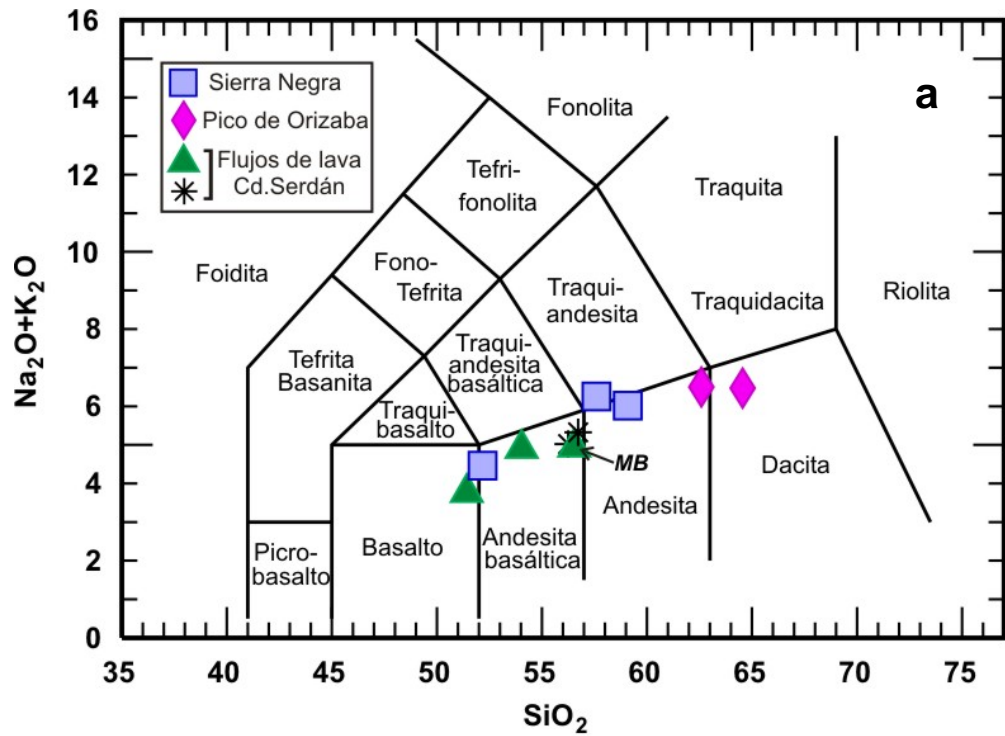 a
Sierra Negra
Pico de Orizaba
Flujos de lava
Cd.Serdán
Fonolita
Tefri-
fonolita
Traquita
Foidita
Fono-
Tefrita
Traqui-
andesita
Traquidacita
Riolita
Tefrita
Basanita
Traqui-
andesita
basáltica
Traqui-
basalto
MB
Dacita
Andesita
Basalto
Andesita
basáltica
Picro-
basalto
Na₂O+K₂O
16
14
12
10
8
6
4
2
0
35 40 45 50 55 60 65 70 75
SiO₂